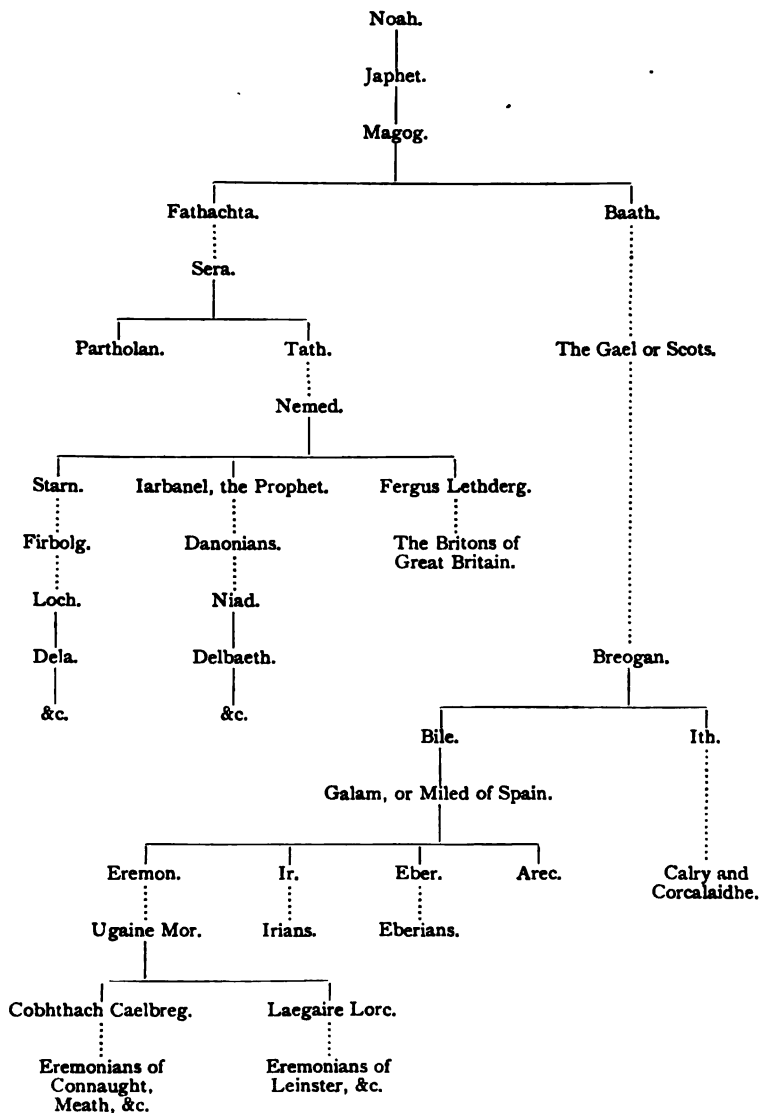 Noah.
Japhet.
Magog.
Fathachta. Baath.
Sera.
Partholan. Tath. The Gael or Scots.
Nemed.
Starn. Iarbanel, the Prophet. Fergus Lethderg.
Firbolg. Danonians. The Britons of
Great Britain.
Loch. Niad.
Dela. Delbaeth. Breogan.
&c. &c.
Bile. Ith.
Galam, or Miled of Spain.
Eremon. Ir. Eber. Arec. Calry and
Corcalaidhe.
Ugaine Mor. Irians. Eberians.
Cobhthach Caelbreg. Laegaire Lorc.
Eremonians of Eremonians of
Connaught, Leinster, &c.
Meath, &c.